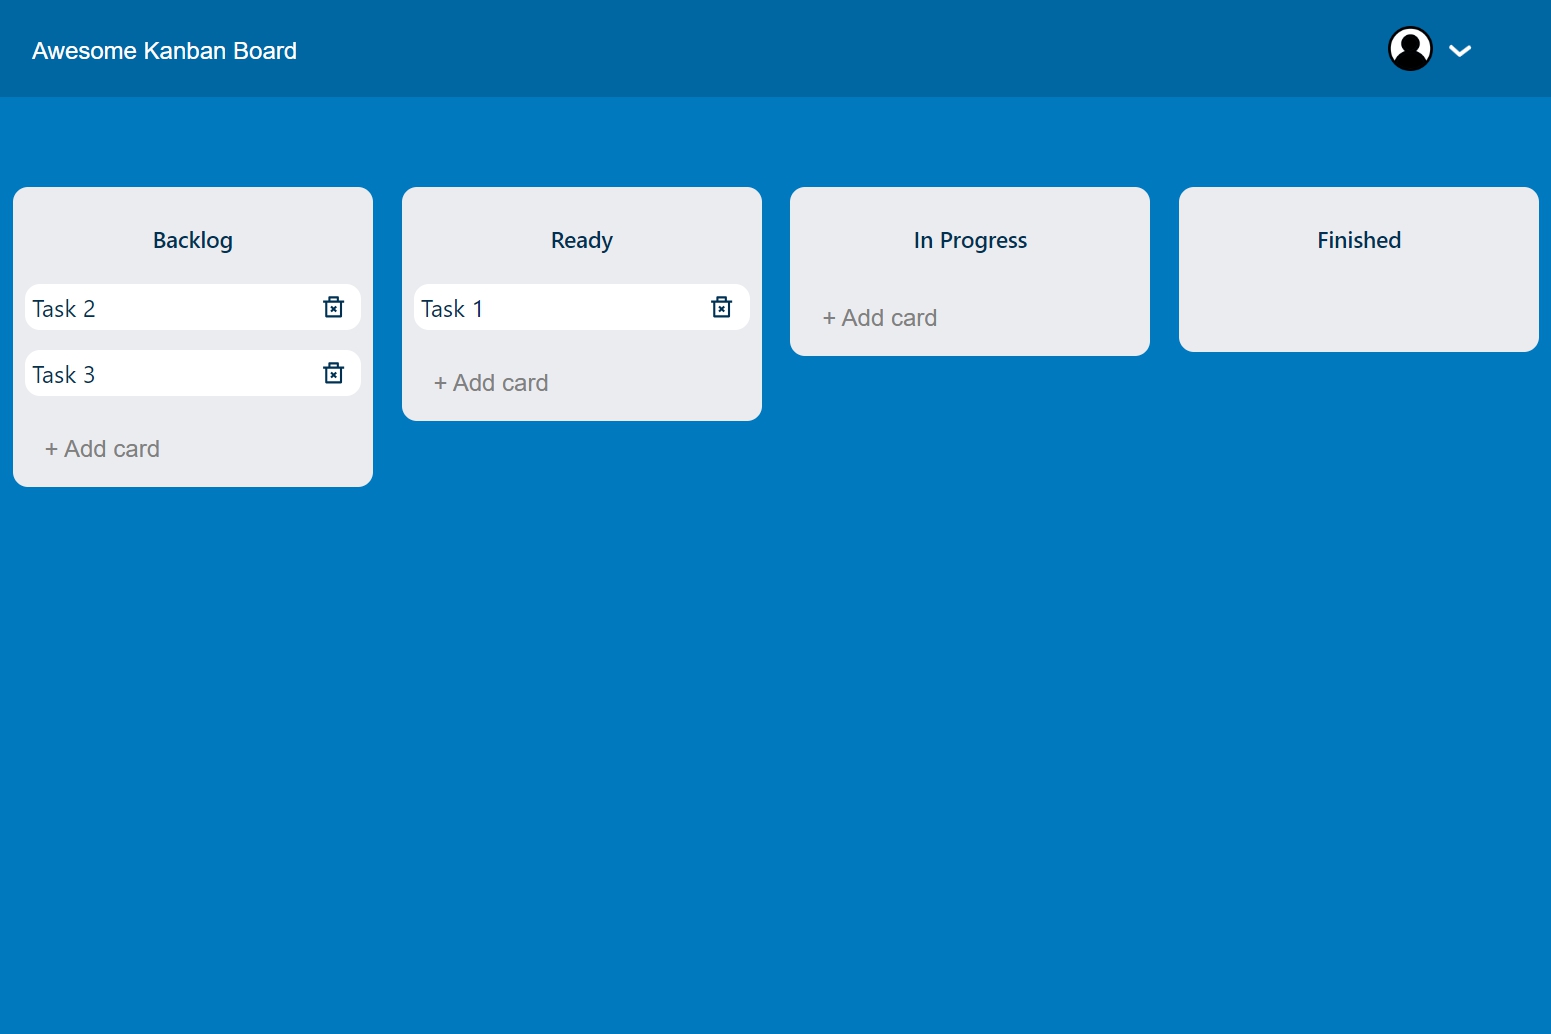 Awesome Kanban Board
Backlog
Task 2
Task 3
+ Add card
Ready
Task 1
+ Add card
In Progress
+ Add card
Finished